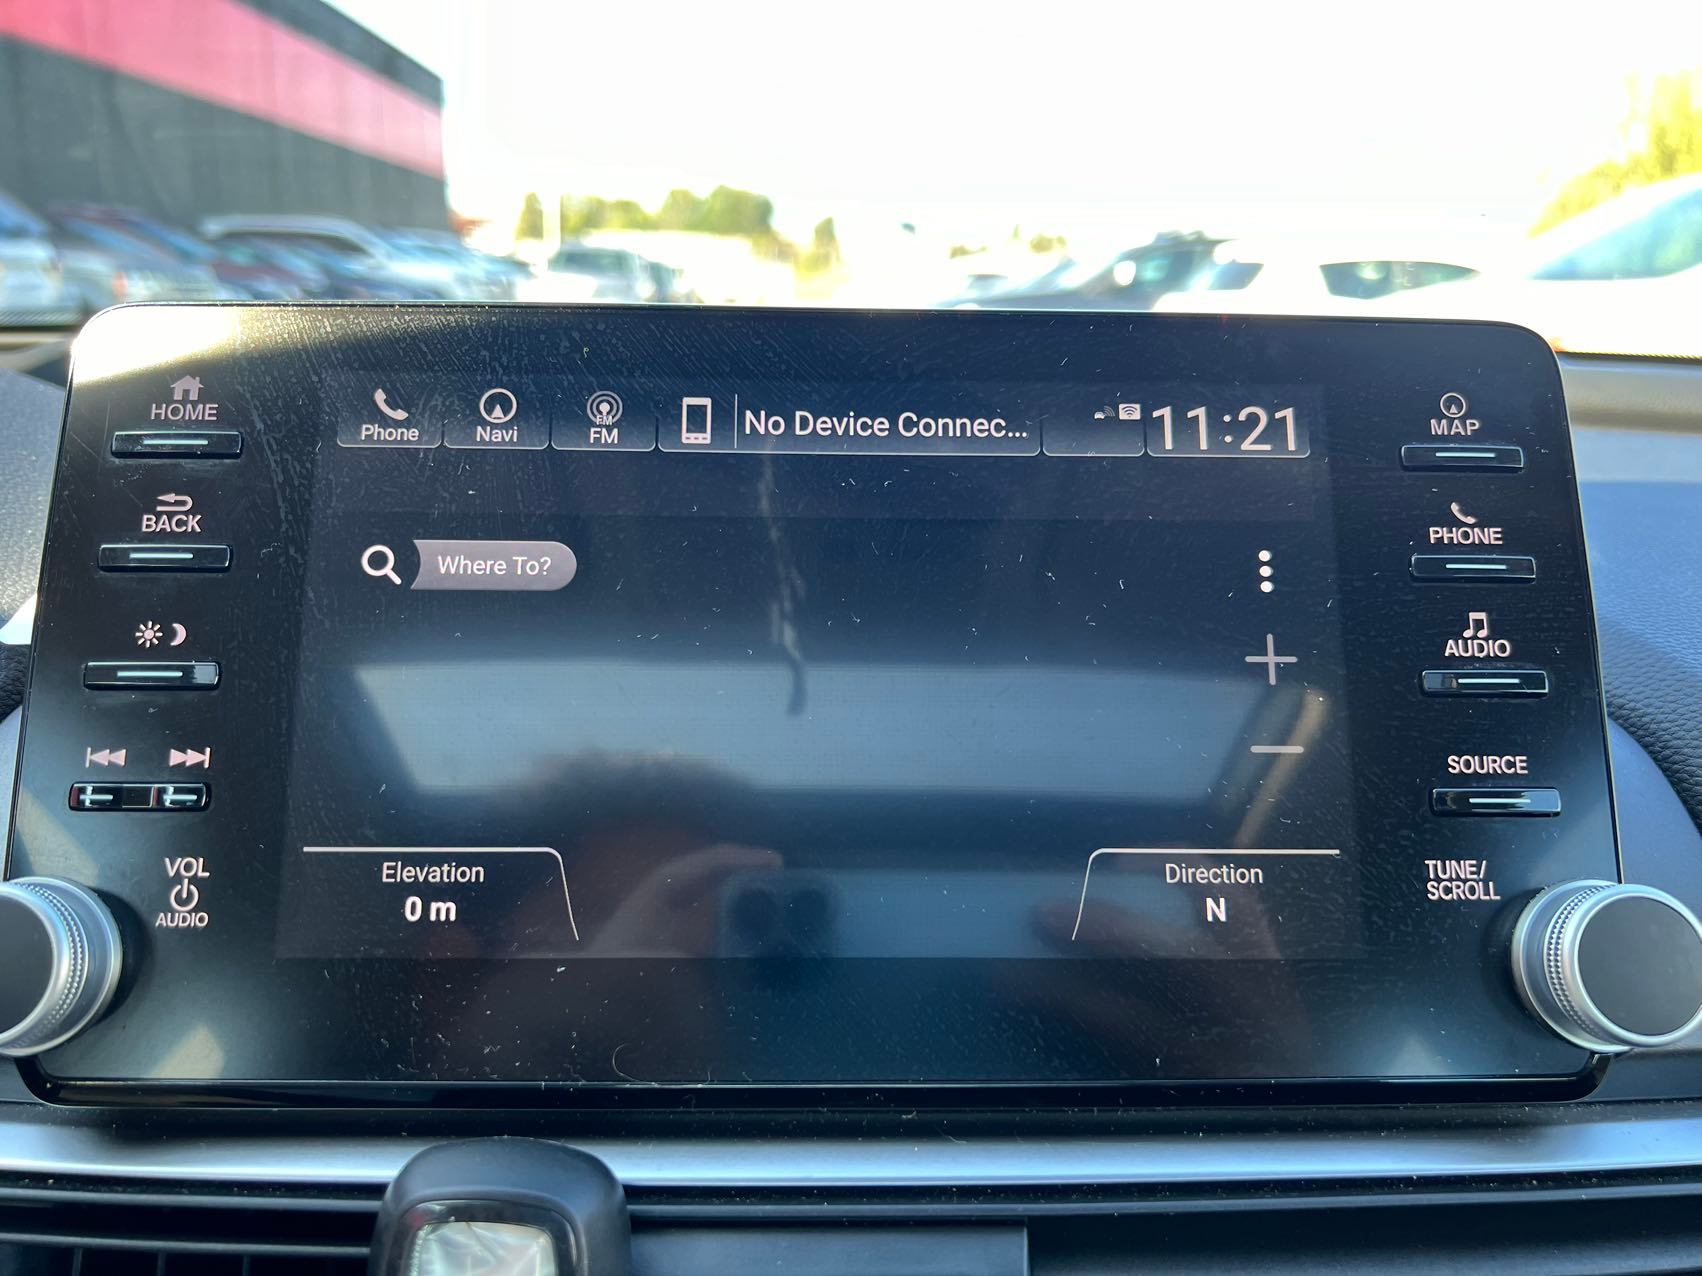 HOME
Phone
Navi
FM
FM
No Device Connec...
11:21
MAP
BACK
PHONE
Where To?
AUDIO
SOURCE
Elevation
0 m
Direction
N
VOL
AUDIO
TUNE/
SCROLL